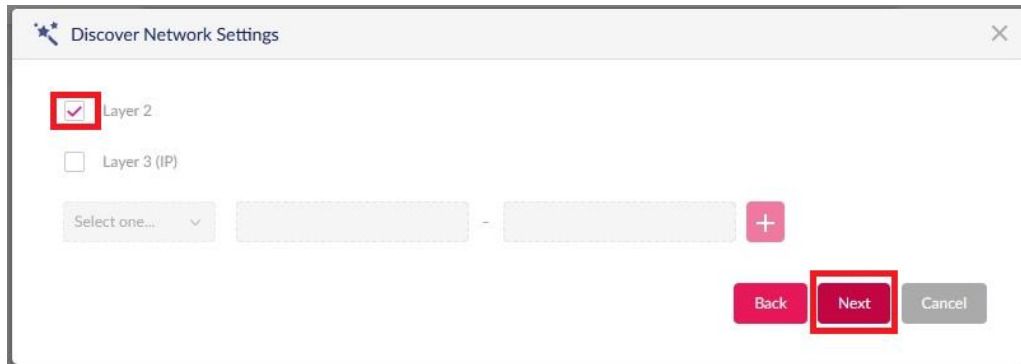 Discover Network Settings
Layer 2
Layer 3 (IP)
Select one... -
Back Next Cancel